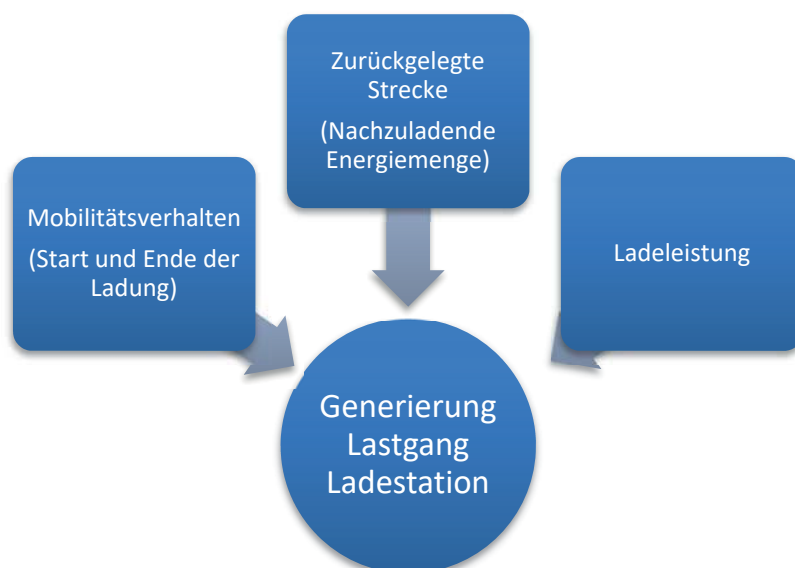 Zurückgelegte
Strecke
(Nachzuladende
Energiemenge)
Mobilitätsverhalten
(Start und Ende der
Ladung)
Ladeleistung
Generierung
Lastgang
Ladestation